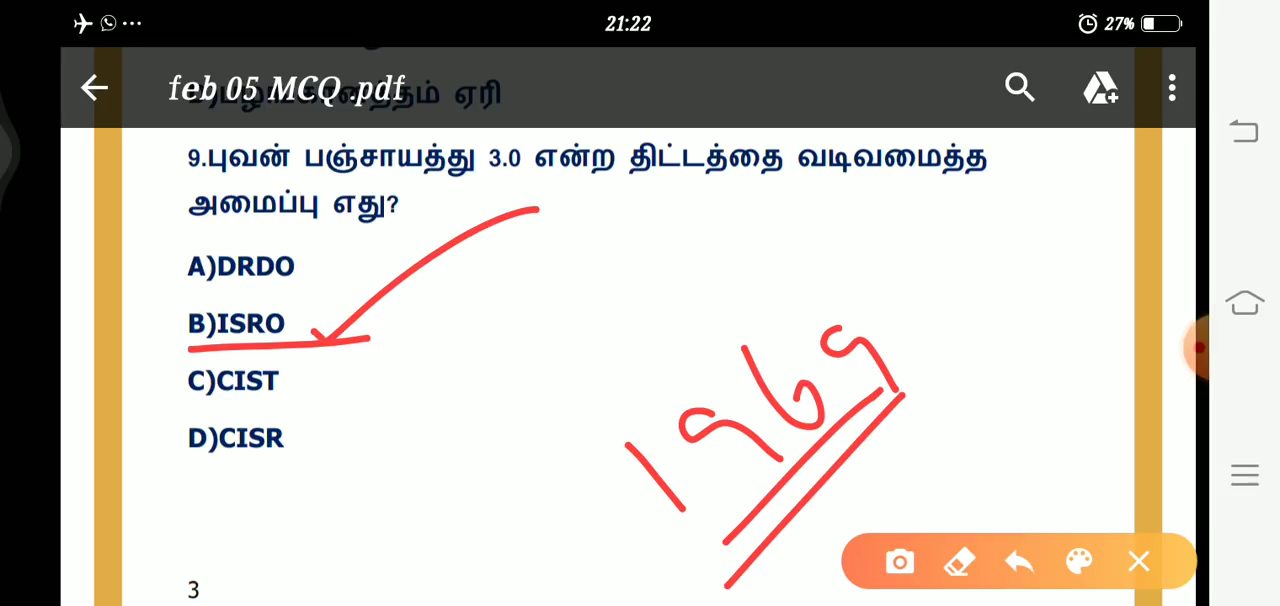 21:22
27%
feb 05 MCQ .pdf
ஏரி
9.புவன் பஞ்சாயத்து 3.0 என்ற திட்டத்தை வடிவமைத்த
அமைப்பு எது?
A)DRDO
B)ISRO
C)CIST
D)CISR
1969
3